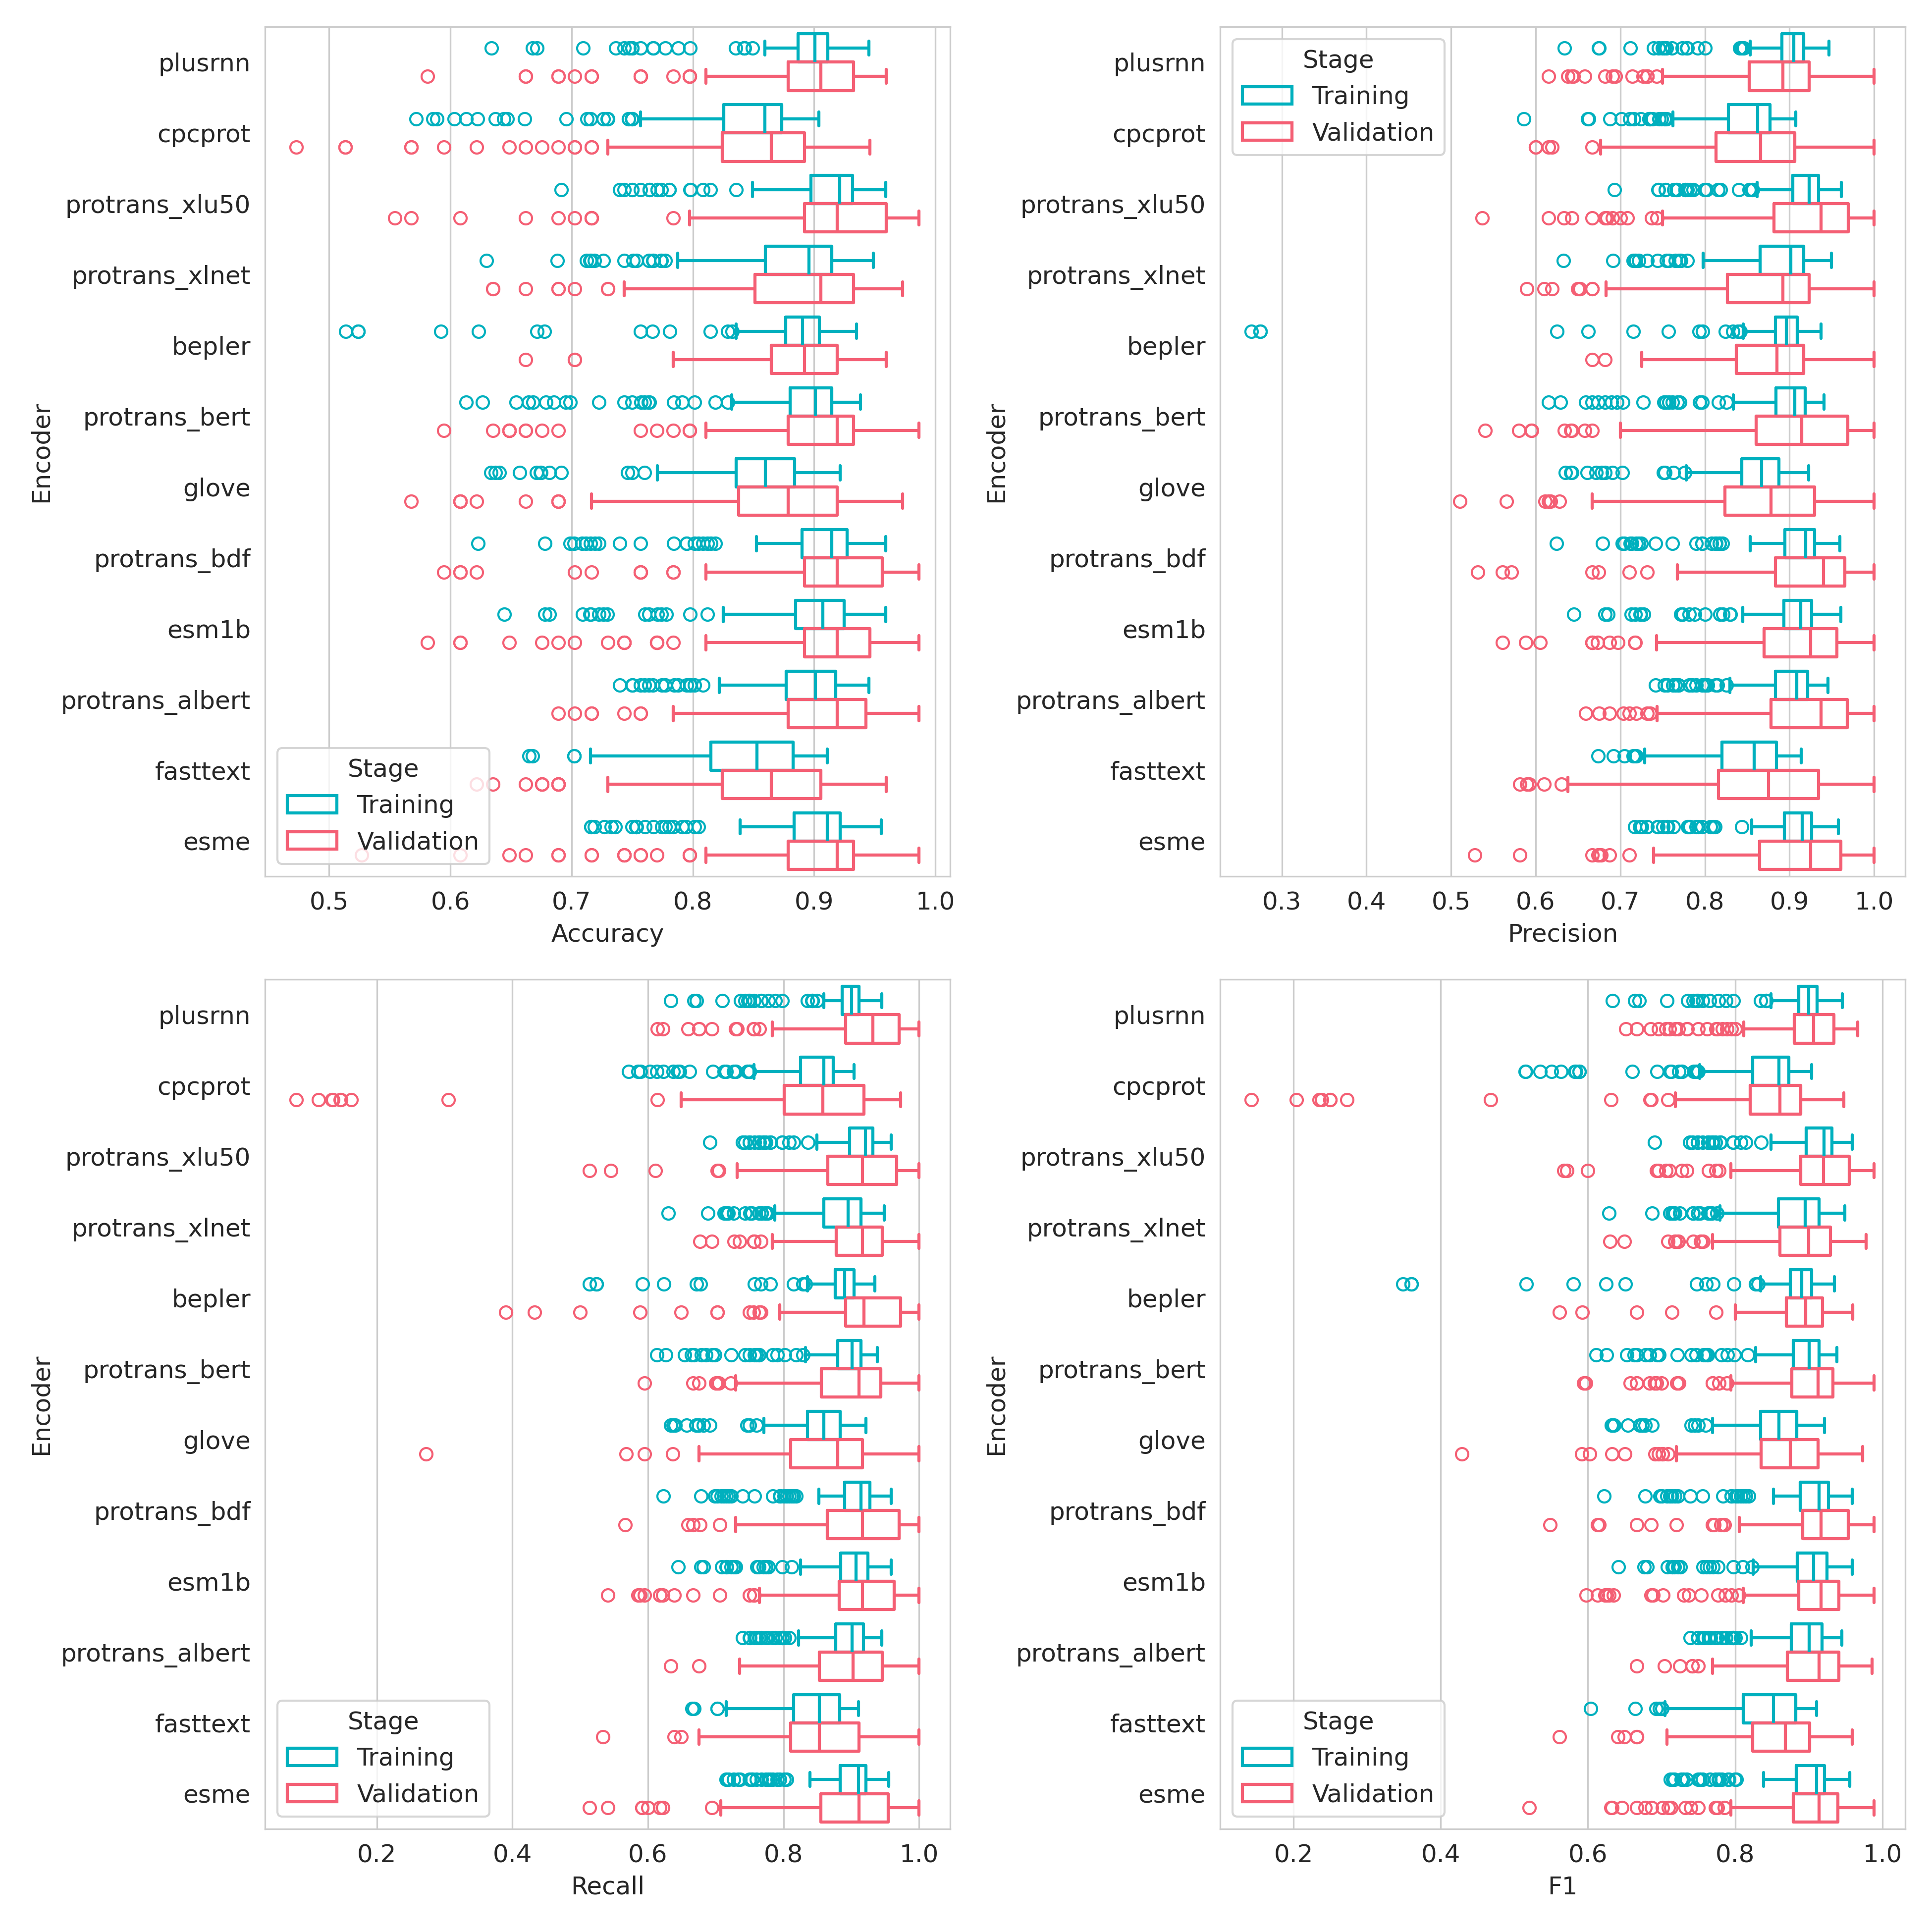 plusrnn
cpcprot
protrans_xlu50
protrans_xlnet
bepler
protrans_bert
glove
protrans_bdf
esm1b
protrans_albert
fasttext
esme
Encoder
Stage
Training
Validation
0.5 0.6 0.7 0.8 0.9 1.0
Accuracy
plusrnn
cpcprot
protrans_xlu50
protrans_xlnet
bepler
protrans_bert
glove
protrans_bdf
esm1b
protrans_albert
fasttext
esme
Encoder
Stage
Training
Validation
0.3 0.4 0.5 0.6 0.7 0.8 0.9 1.0
Precision
plusrnn
cpcprot
protrans_xlu50
protrans_xlnet
bepler
protrans_bert
glove
protrans_bdf
esm1b
protrans_albert
fasttext
esme
Encoder
Stage
Training
Validation
0.2 0.4 0.6 0.8 1.0
Recall
plusrnn
cpcprot
protrans_xlu50
protrans_xlnet
bepler
protrans_bert
glove
protrans_bdf
esm1b
protrans_albert
fasttext
esme
Encoder
Stage
Training
Validation
0.2 0.4 0.6 0.8 1.0
F1